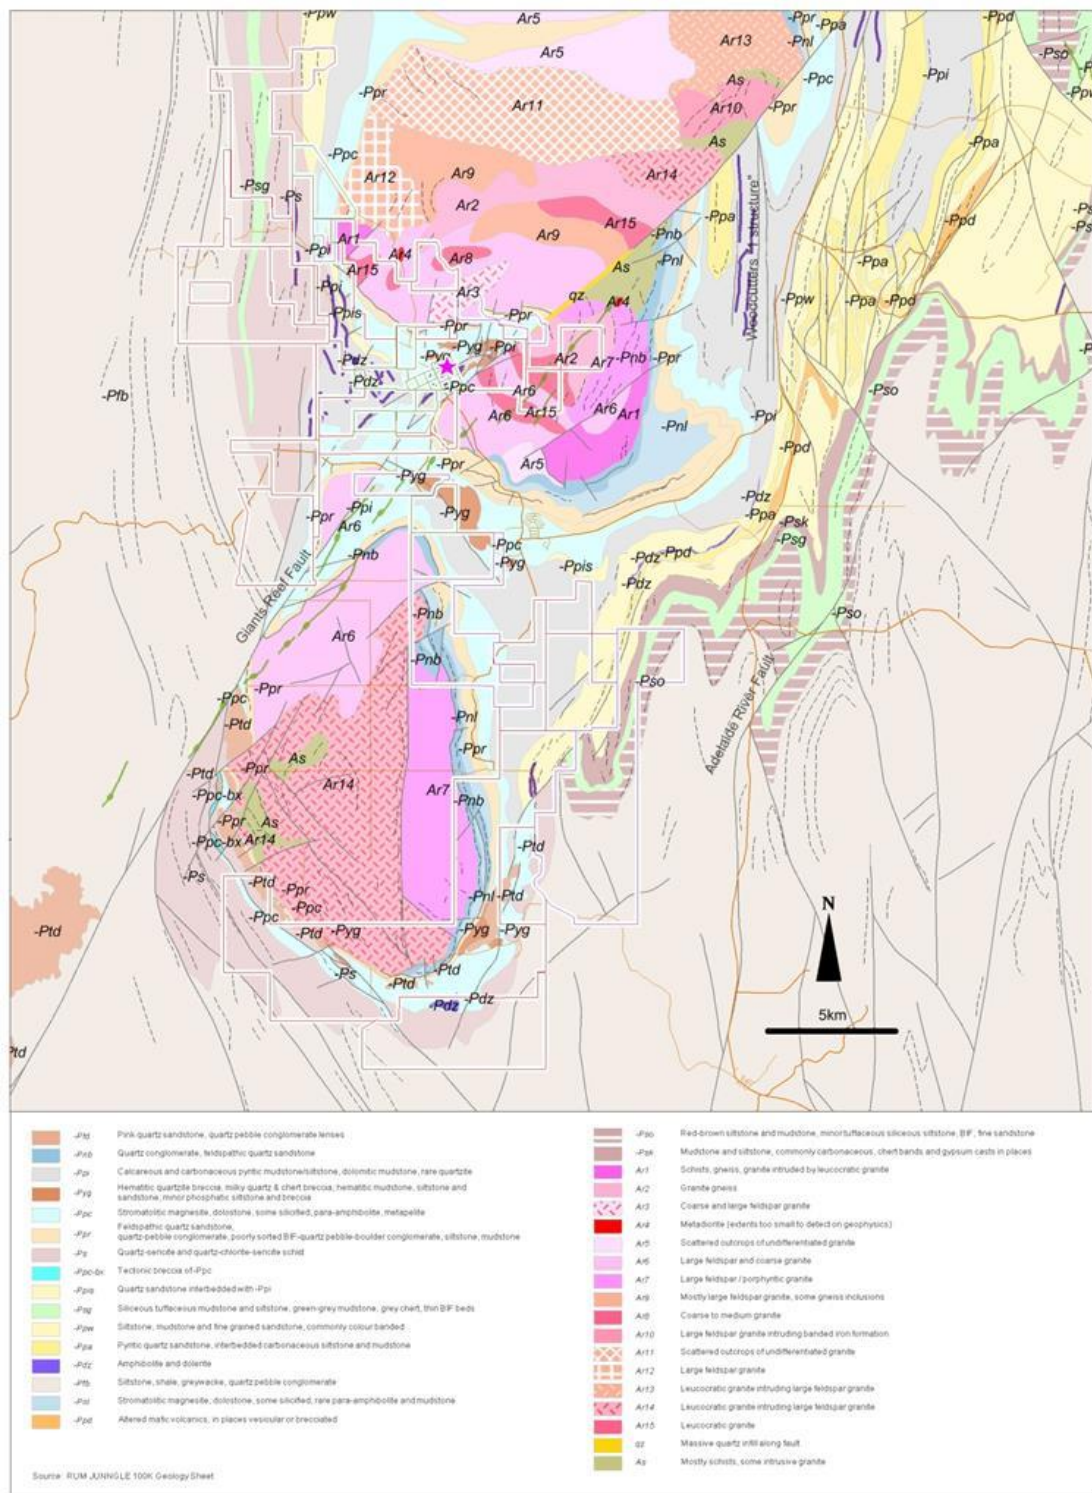 -Ppw
Ar5
-Ppr
-Ppa
-Ppd
Ar5
Ar13
-Pnl
-Pso
-Ppr
As
-Ppc
-Ppi
Ar11
Ar10
-Ppr
-Ppc
As
-Ppa
-Psg
-Ps
Ar12
Ar9
Ar14
Ar2
Ar15
-Ppa
-Ppd
Ar1
Ar9
-Pnb
-Ppi
Ar4
Ar8
Ar15
As
-Pnl
Woodcutters "1 structure"
-Ppa
-Ppi
Ar3
qz
Ar4
-Ppw
-Ppa
-Ppd
-Ppis
-Ppr
-Ppr
-Pdz
-Pyg
-Ppi
Ar2
Ar7
-Pnb
-Ppr
-Pdz
-Ppc
Ar6
-Pso
-Pfb
Ar6
Ar15
Ar6
Ar1
-Pnl
-Ppi
-Ppr
Ar5
-Ppd
-Pyg
-Pdz
-Ppr
-Ppi
Ar6
-Pyg
-Ppa
-Psk
-Psg
-Pnb
-Ppc
-Pyg
-Ppis
-Pdz
-Ppd
-Pdz
Giants Reef Fault
-Pnb
-Pso
Ar6
-Pnb
-Pso
-Ppc
-Ppr
-Ptd
-Pnl
Adelaide River Fault
-Ppr
As
-Ptd
-Ppr
Ar14
-Ppc-bx
Ar7
-Pnb
-Ppr
As
-Ppc-bx
Ar14
-Ptd
-Ps
-Ptd
-Ppr
-Pnl
-Ptd
-Ppc
-Ppc
-Ptd
-Ptd
-Pyg
-Pyg
-Pyg
-Ps
-Ptd
-Ptd
-Pdz
-Pdz
N
5km
-Ptd Pink quartz sandstone, quartz pebble conglomerate lenses
-Pnb Quartz conglomerate, feldspathic quartz sandstone
-Ppi Calcareous and carbonaceous pyritic mudstone/siltstone, dolomitic mudstone, rare quartzite
-Pyg Hematitic quartzite breccia, milky quartz & chert breccia, hematitic mudstone, siltstone and
sandstone; minor phosphatic siltstone and breccia
-Ppc Stromatolitic magnesite, dolostone, some silicified, para-amphibolite, metapelite
-Ppr Feldspathic quartz sandstone,
quartz-pebble conglomerate, poorly sorted BIF-quartz pebble-boulder conglomerate, siltstone, mudstone
-Ps Quartz-sericite and quartz-chlorite-sericite schist
-Ppc-bx Tectonic breccia of -Ppc
-Ppis Quartz sandstone interbedded with -Ppi
-Psg Siliceous tuffaceous mudstone and siltstone, green-grey mudstone, grey chert, thin BIF beds
-Ppw Siltstone, mudstone and fine grained sandstone, commonly colour banded
-Ppa Pyritic quartz sandstone, interbedded carbonaceous siltstone and mudstone
-Pdz Amphibolite and dolerite
-Pfb Siltstone, shale, greywacke, quartz pebble conglomerate
-Pnl Stromatolitic magnesite, dolostone, some silicified, rare para-amphibolite and mudstone
-Ppd Altered mafic volcanics, in places vesicular or brecciated
Source: RUM JUNNGLE 100K Geology Sheet
-Pso Red-brown siltstone and mudstone, minor tuffaceous siliceous siltstone, BIF, fine sandstone
-Psk Mudstone and siltstone, commonly carbonaceous, chert bands and gypsum casts in places
Ar1 Schists, gneiss, granite intruded by leucocratic granite
Ar2 Granite gneiss
Ar3 Coarse and large feldspar granite
Ar4 Metadiorite (extents too small to detect on geophysics)
Ar5 Scattered outcrops of undifferentiated granite
Ar6 Large feldspar and coarse granite
Ar7 Large feldspar / porphyritic granite
Ar9 Mostly large feldspar granite, some gneiss inclusions
Ar8 Coarse to medium granite
Ar10 Large feldspar granite intruding banded iron formation
Ar11 Scattered outcrops of undifferentiated granite
Ar12 Large feldspar granite
Ar13 Leucocratic granite intruding large feldspar granite
Ar14 Leucocratic granite intruding large feldspar granite
Ar15 Leucocratic granite
qz Massive quartz infill along fault
As Mostly schists, some intrusive granite